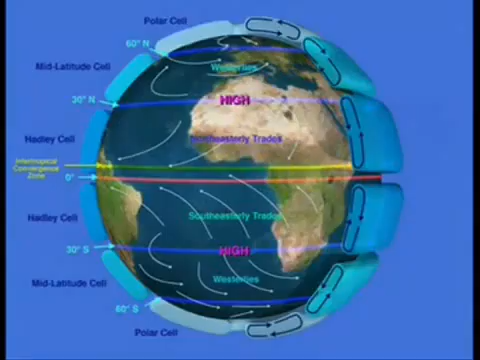 Polar Cell
60° N
Mid-Latitude Cell
Westerlies
30° N
HIGH
Hadley Cell
Northeasterly Trades
Intertropical
Convergence
Zone
0°
Hadley Cell
Southeasterly Trades
30° S
HIGH
Mid-Latitude Cell
Westerlies
60° S
Polar Cell